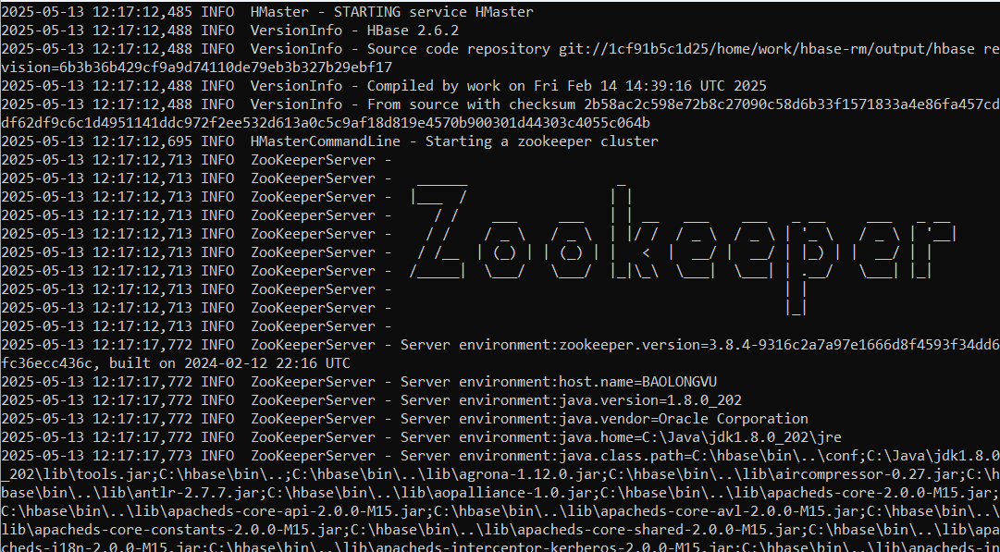 2025-05-13 12:17:12,485 INFO  HMaster - STARTING service HMaster
2025-05-13 12:17:12,488 INFO  VersionInfo - HBase 2.6.2
2025-05-13 12:17:12,488 INFO  VersionInfo - Source code repository git://1cf91b5c1d25/home/work/hbase-rm/output/hbase re
vision=6b3b36b429cf9a9d74110de79eb3b327b29ebf17
2025-05-13 12:17:12,488 INFO  VersionInfo - Compiled by work on Fri Feb 14 14:39:16 UTC 2025
2025-05-13 12:17:12,488 INFO  VersionInfo - From source with checksum 2b58ac2c598e72b8c27090c58d6b33f1571833a4e86fa457cd
df62df9c6c1d4951141ddc972f2ee532d613a0c5c9af18d819e4570b900301d44303c4055c064b
2025-05-13 12:17:12,695 INFO  HMasterCommandLine - Starting a zookeeper cluster
2025-05-13 12:17:12,713 INFO  ZooKeeperServer -
2025-05-13 12:17:12,713 INFO  ZooKeeperServer -   ______                  _
2025-05-13 12:17:12,713 INFO  ZooKeeperServer -  |___  /                 | |
2025-05-13 12:17:12,713 INFO  ZooKeeperServer -     / /    ___     ___   | | __   ___    ___   _ __     ___   _ __
2025-05-13 12:17:12,713 INFO  ZooKeeperServer -    / /    / _ \   / _ \  | |/ /  / _ \  / _ \ | '_ \   / _ \ | '__|
2025-05-13 12:17:12,713 INFO  ZooKeeperServer -   / /__  | (_) | | (_) | |   <  |  __/ |  __/ | |_) | |  __/ | |
2025-05-13 12:17:12,713 INFO  ZooKeeperServer -  /_____|  \___/   \___/  |_|\_\  \___|  \___| | .__/   \___| |_|
2025-05-13 12:17:12,713 INFO  ZooKeeperServer -                                               | |
2025-05-13 12:17:12,713 INFO  ZooKeeperServer -                                               |_|
2025-05-13 12:17:12,713 INFO  ZooKeeperServer -
2025-05-13 12:17:17,772 INFO  ZooKeeperServer - Server environment:zookeeper.version=3.8.4-9316c2a7a97e1666d8f4593f34dd6
fc36ecc436c, built on 2024-02-12 22:16 UTC
2025-05-13 12:17:17,772 INFO  ZooKeeperServer - Server environment:host.name=BAOLONGVU
2025-05-13 12:17:17,772 INFO  ZooKeeperServer - Server environment:java.version=1.8.0_202
2025-05-13 12:17:17,772 INFO  ZooKeeperServer - Server environment:java.vendor=Oracle Corporation
2025-05-13 12:17:17,772 INFO  ZooKeeperServer - Server environment:java.home=C:\Java\jdk1.8.0_202\jre
2025-05-13 12:17:17,773 INFO  ZooKeeperServer - Server environment:java.class.path=C:\hbase\bin\..\conf;C:\Java\jdk1.8.0
_202\lib\tools.jar;C:\hbase\bin\..;C:\hbase\bin\..\lib\agrona-1.12.0.jar;C:\hbase\bin\..\lib\aircompressor-0.27.jar;C:\h
base\bin\..\lib\antlr-2.7.7.jar;C:\hbase\bin\..\lib\aopalliance-1.0.jar;C:\hbase\bin\..\lib\apacheds-core-2.0.0-M15.jar;
C:\hbase\bin\..\lib\apacheds-core-api-2.0.0-M15.jar;C:\hbase\bin\..\lib\apacheds-core-avl-2.0.0-M15.jar;C:\hbase\bin\..\
lib\apacheds-core-constants-2.0.0-M15.jar;C:\hbase\bin\..\lib\apacheds-core-shared-2.0.0-M15.jar;C:\hbase\bin\..\lib\apa
cheds-i18n-2.0.0-M15.jar;C:\hbase\bin\..\lib\apacheds-interceptor-kerberos-2.0.0-M15.jar;C:\hbase\bin\..\lib\apacheds-in